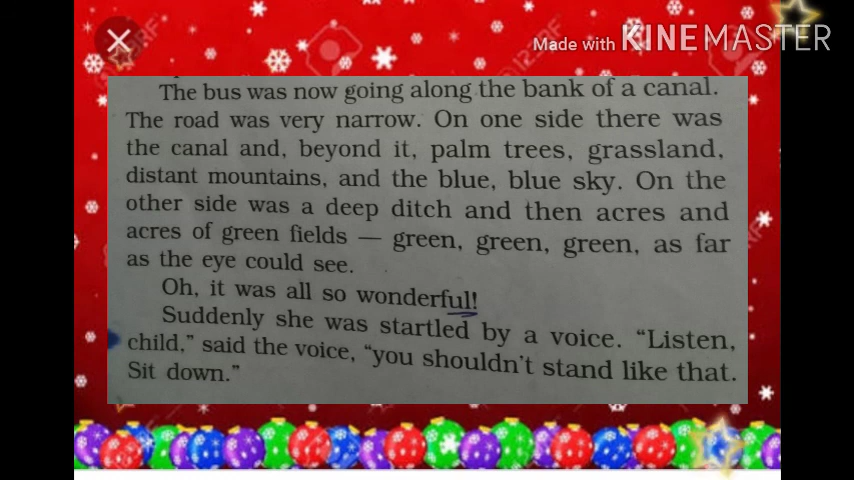 Made with KINEMASTER
The bus was now going along the bank of a canal.
The road was very narrow. On one side there was
the canal and, beyond it, palm trees, grassland,
distant mountains, and the blue, blue sky. On the
other side was a deep ditch and then acres and
acres of green fields — green, green, green, as far
as the eye could see.
Oh, it was all so wonderful!
Suddenly she was startled by a voice. “Listen,
child,” said the voice, “you shouldn’t stand like that.
Sit down.”